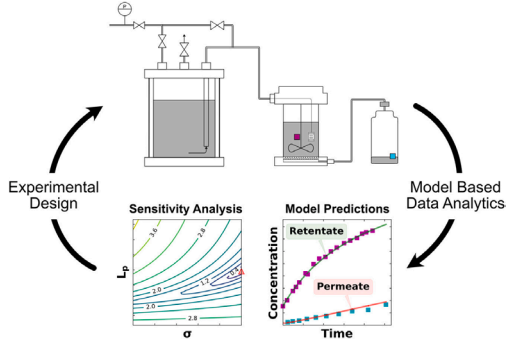 P
Experimental
Design
Model Based
Data Analytics
Sensitivity Analysis
3.6
2.8
2.0
1.2
0.4
2.0
2.8
Lp
σ
Model Predictions
Retentate
Permeate
Concentration
Time